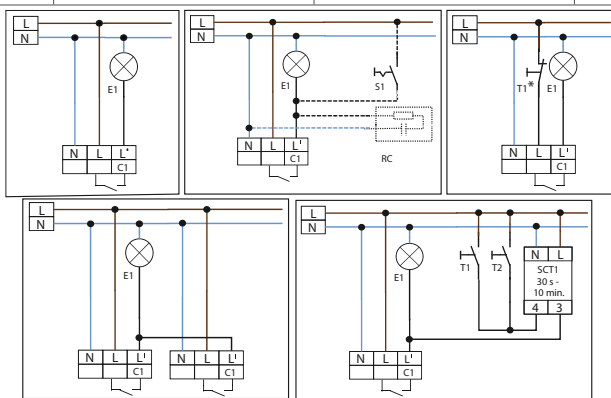 L
N
E1
N L L'
C1
L
N
E1
S1
RC
N L L'
C1
L
N
T1* E1
N L L'
C1
L
N
E1
N L L'
C1
N L L'
C1
L
N
E1
T1 T2
N L
SCT1
30 s -
10 min.
4 3
N L L'
C1